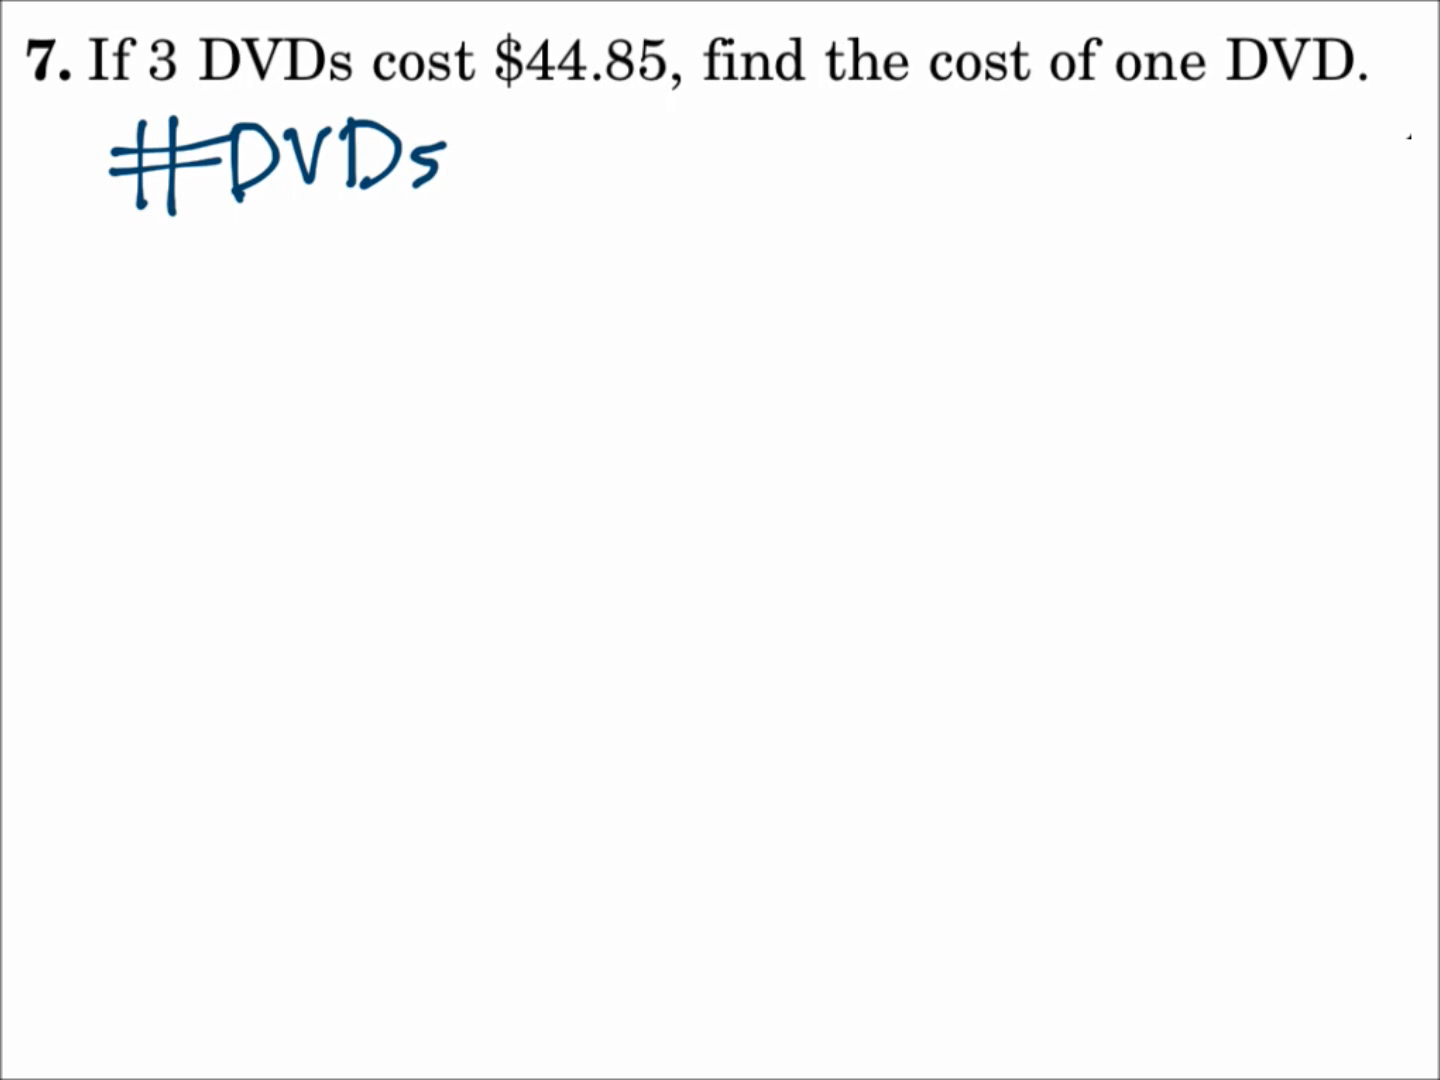 7. If 3 DVDs cost $44.85, find the cost of one DVD.
#DVDs